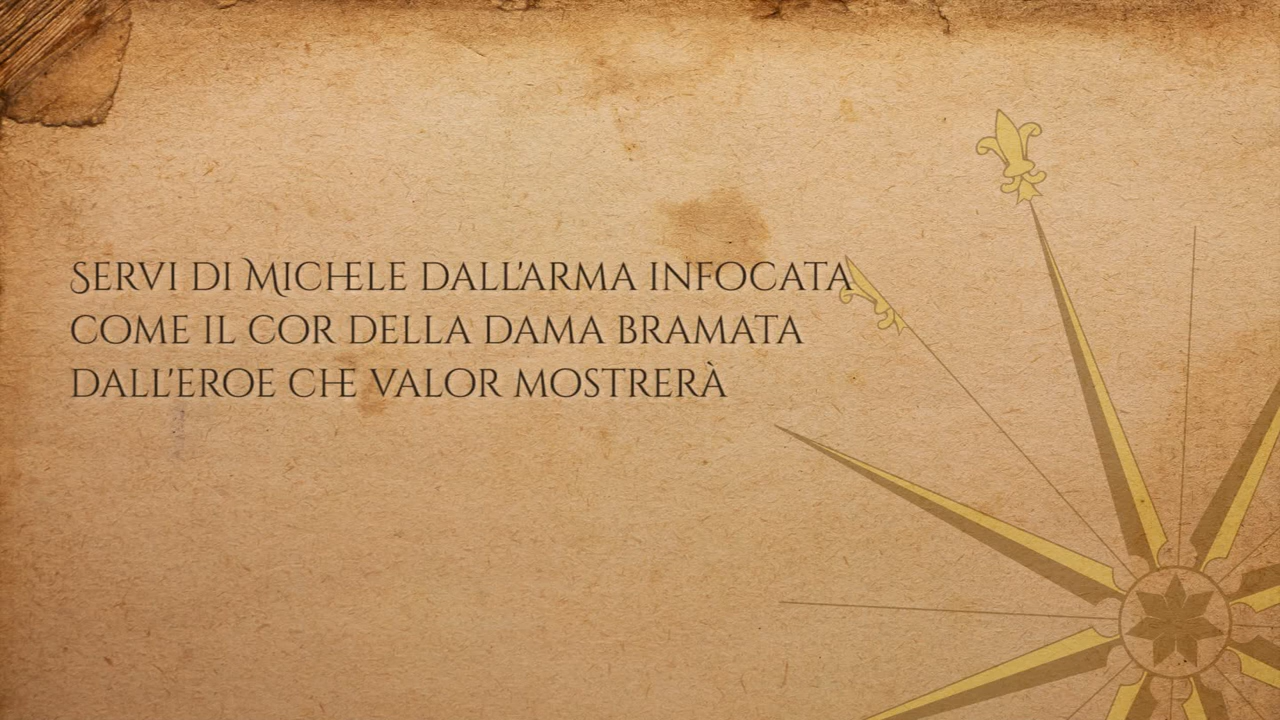 Servi di Michele dall'arma infocata
come il cor della dama bramata
dall'eroe che valor mostrerà